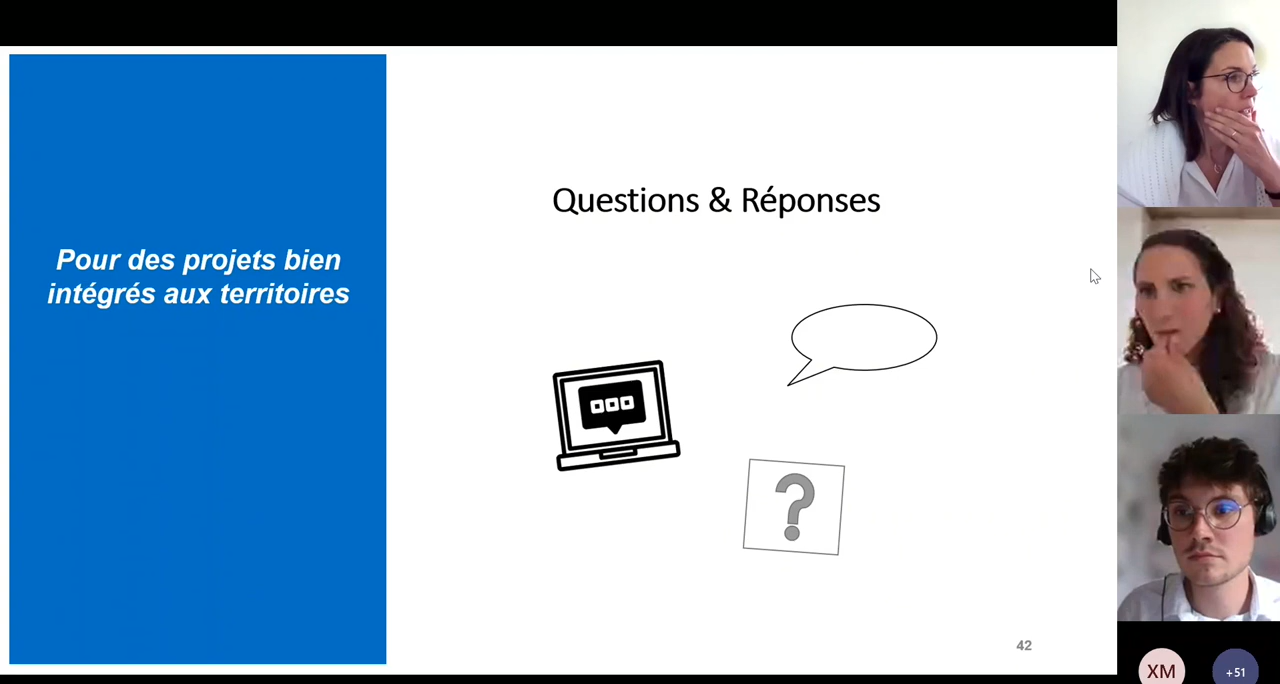 Pour des projets bien
intégrés aux territoires
Questions & Réponses
42
XM
+51